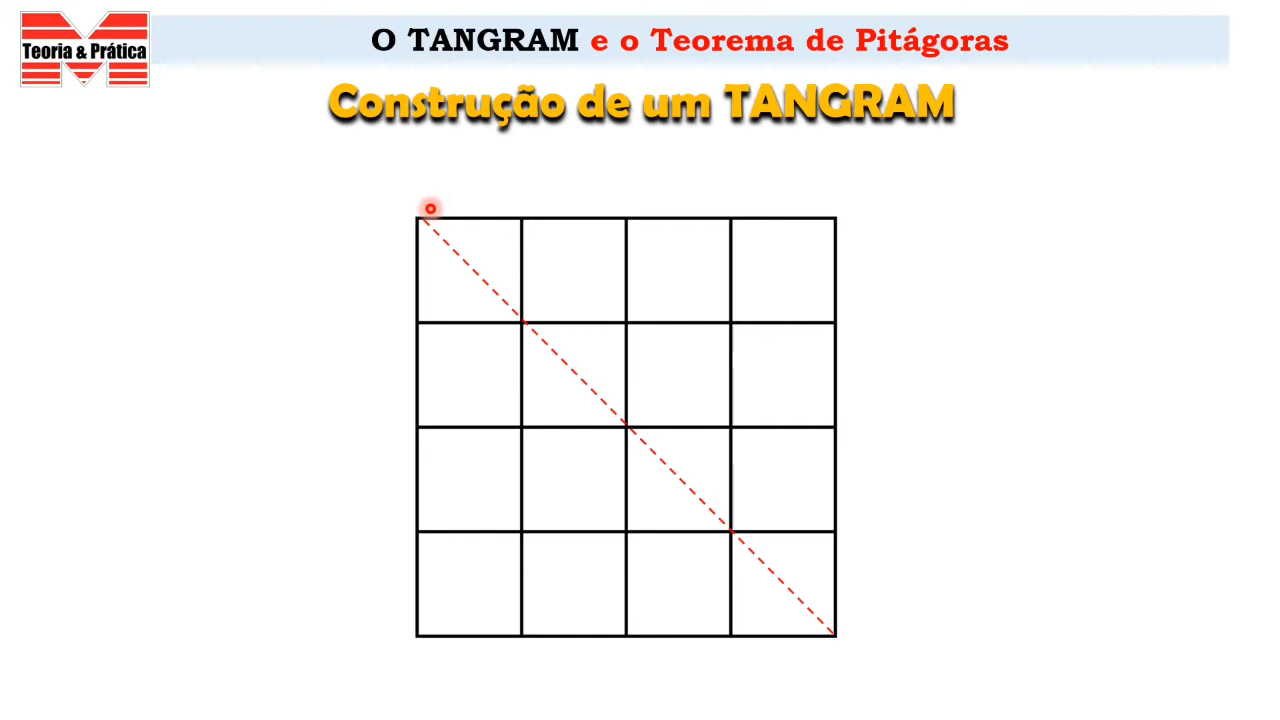 Teoria & Prática
O TANGRAM e o Teorema de Pitágoras
Construção de um TANGRAM